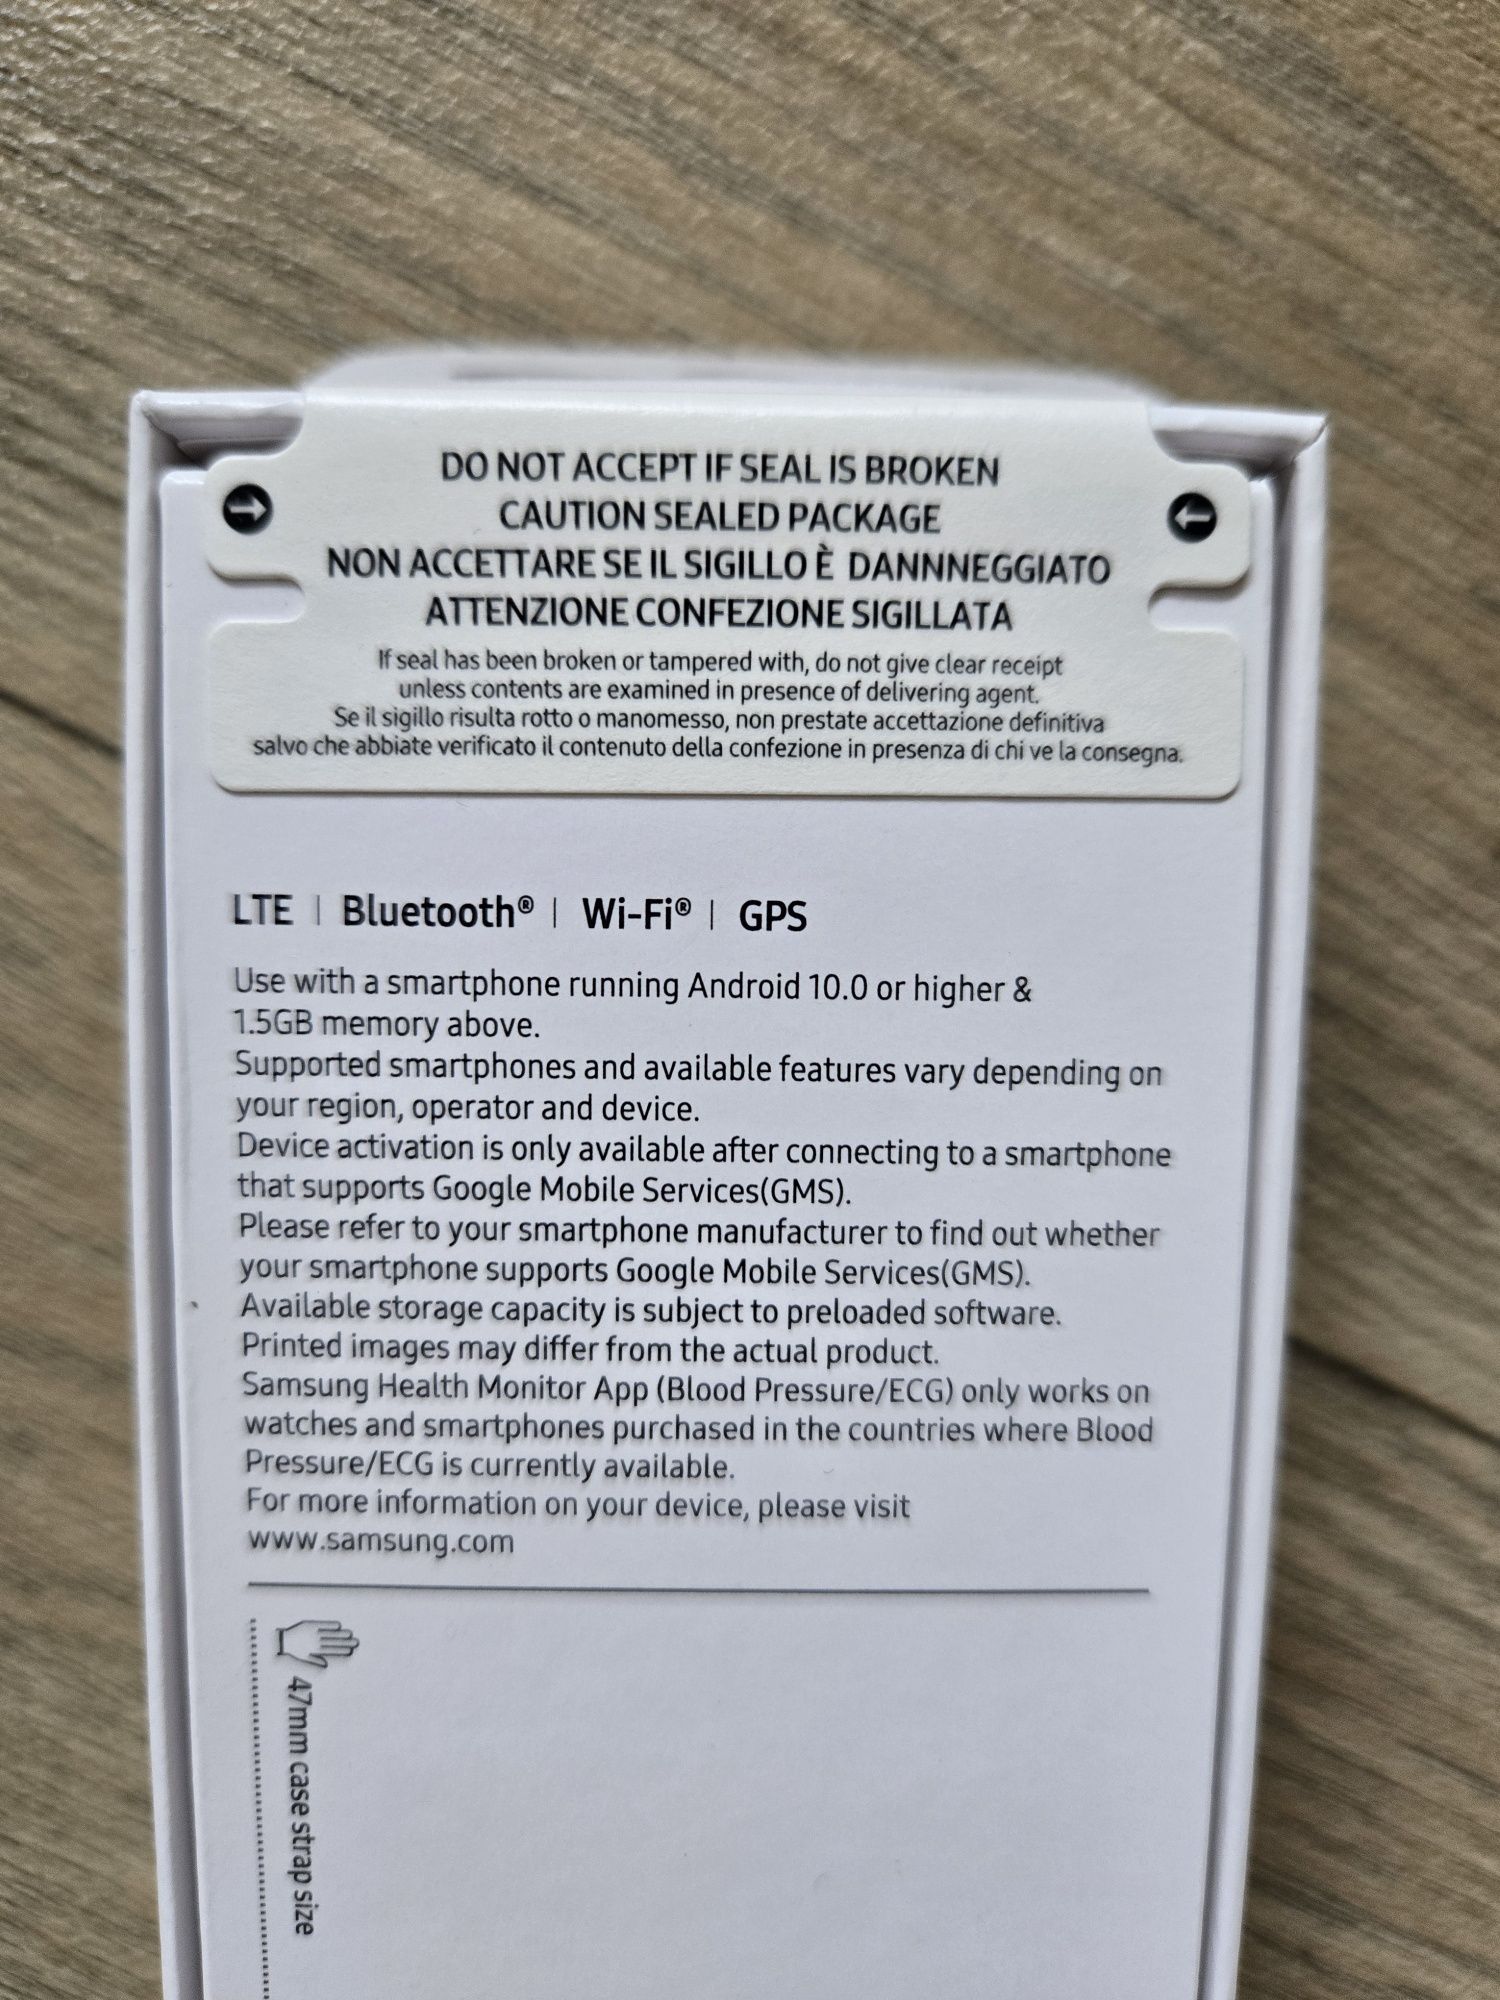 DO NOT ACCEPT IF SEAL IS BROKEN
CAUTION SEALED PACKAGE
NON ACCETTARE SE IL SIGILLO È DANNNEGGIATO
ATTENZIONE CONFEZIONE SIGILLATA
If seal has been broken or tampered with, do not give clear receipt
unless contents are examined in presence of delivering agent.
Se il sigillo risulta rotto o manomesso, non prestate accettazione definitiva
salvo che abbiate verificato il contenuto della confezione in presenza di chi ve la consegna.
LTE | Bluetooth® | Wi-Fi® | GPS
Use with a smartphone running Android 10.0 or higher &
1.5GB memory above.
Supported smartphones and available features vary depending on
your region, operator and device.
Device activation is only available after connecting to a smartphone
that supports Google Mobile Services(GMS).
Please refer to your smartphone manufacturer to find out whether
your smartphone supports Google Mobile Services(GMS).
Available storage capacity is subject to preloaded software.
Printed images may differ from the actual product.
Samsung Health Monitor App (Blood Pressure/ECG) only works on
watches and smartphones purchased in the countries where Blood
Pressure/ECG is currently available.
For more information on your device, please visit
www.samsung.com
47mm case strap size